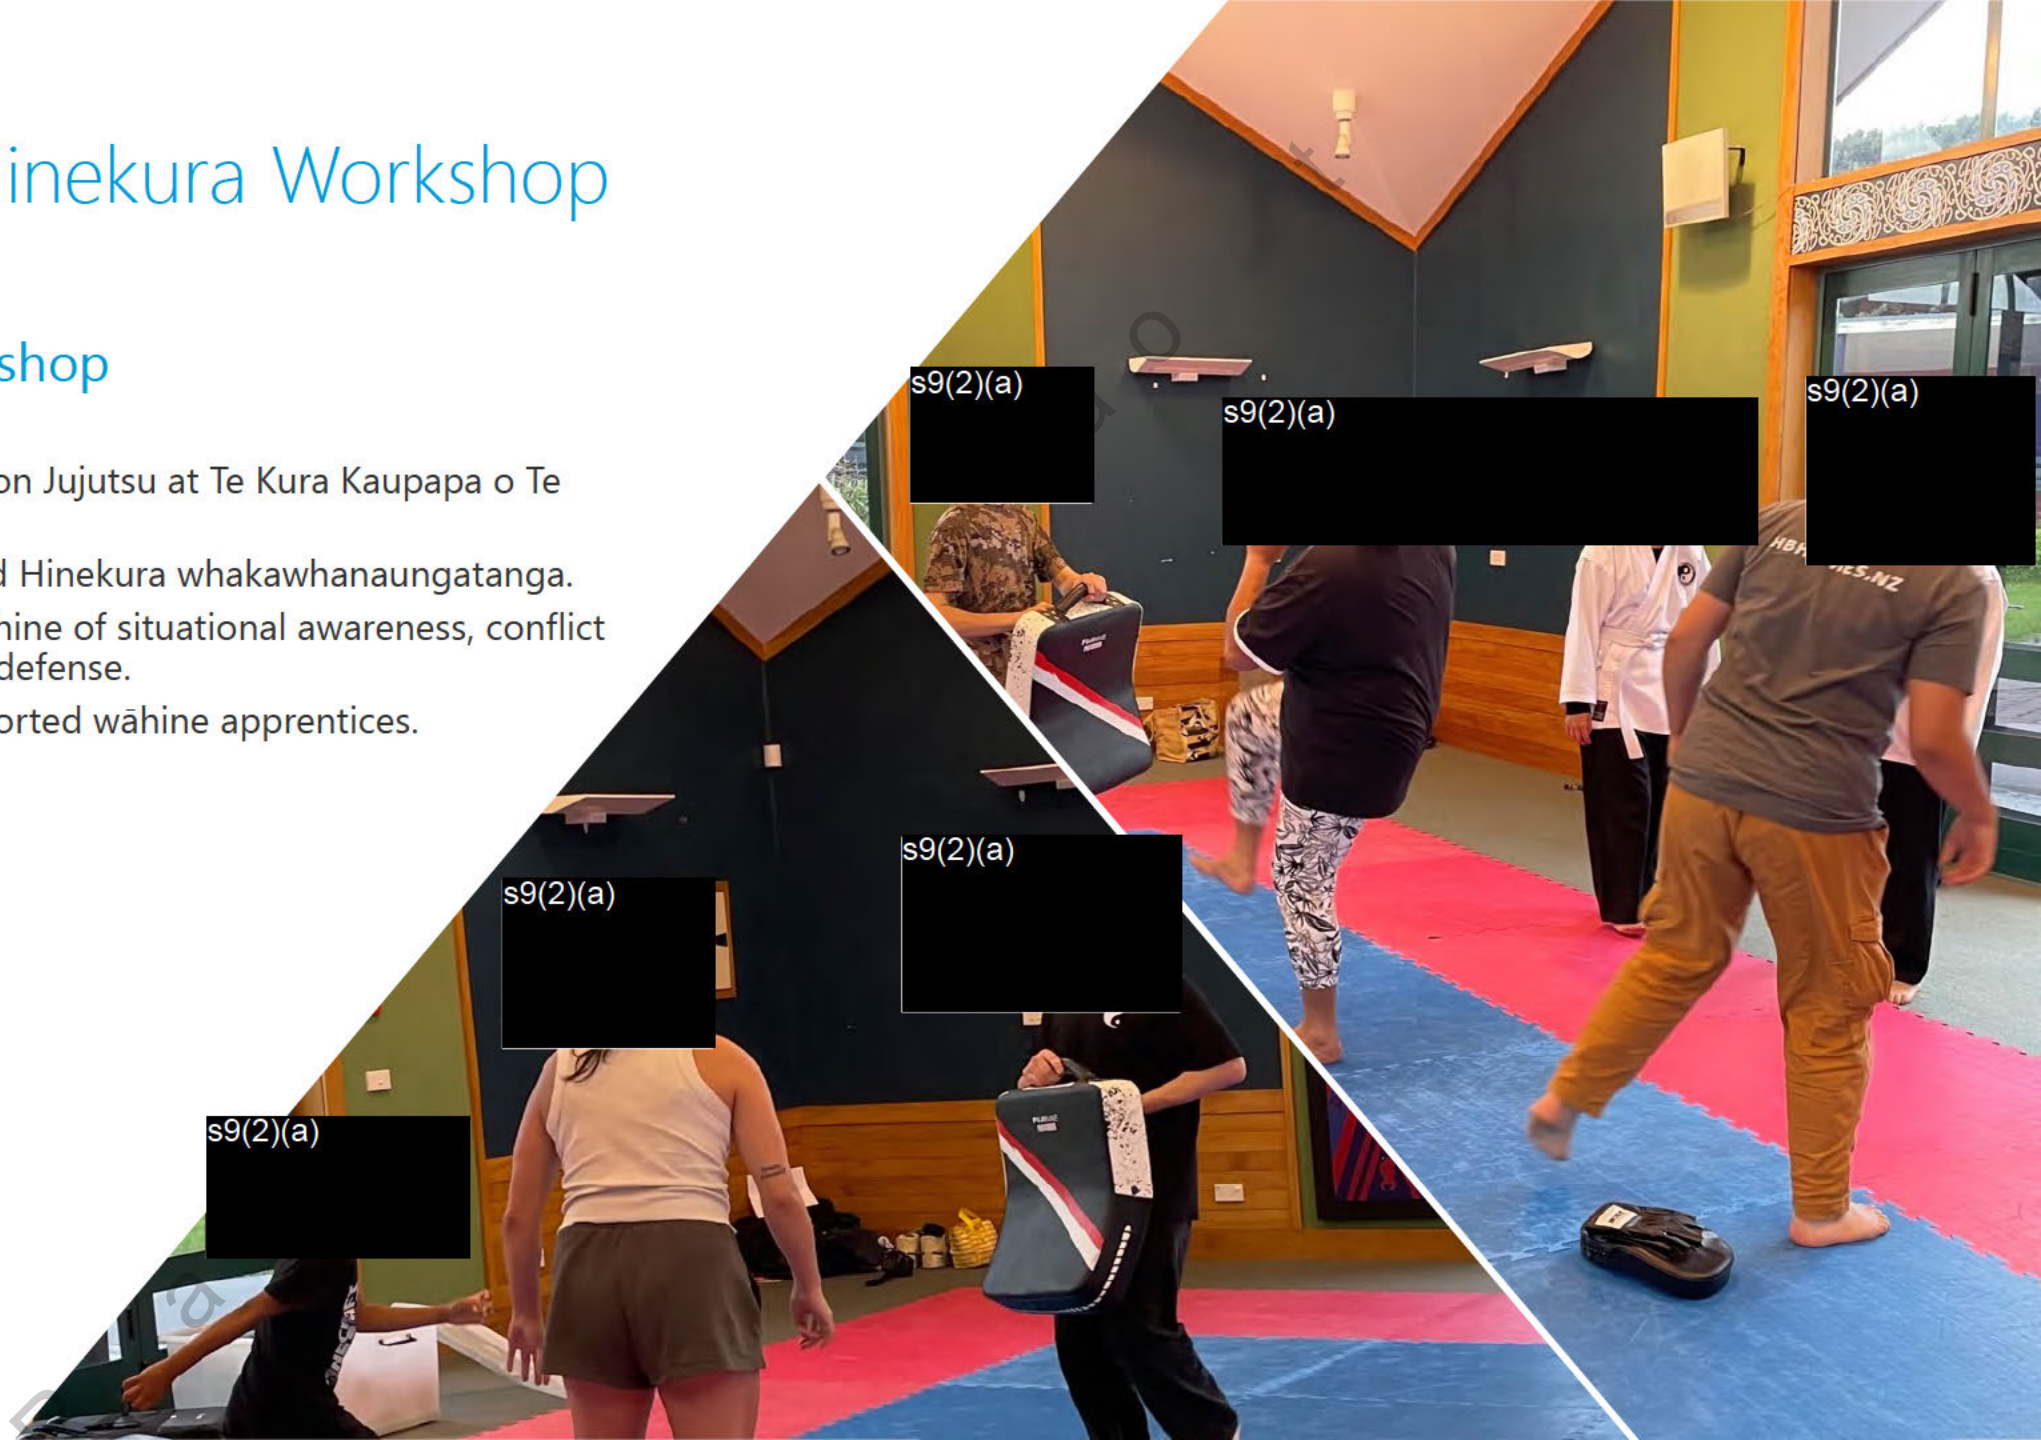 inekura Workshop
shop
on Jujutsu at Te Kura Kaupapa o Te
d Hinekura whakawhanaungatanga.
hine of situational awareness, conflict
defense.
orted wāhine apprentices.
s9(2)(a)
s9(2)(a)
s9(2)(a)
s9(2)(a)
s9(2)(a)
s9(2)(a)